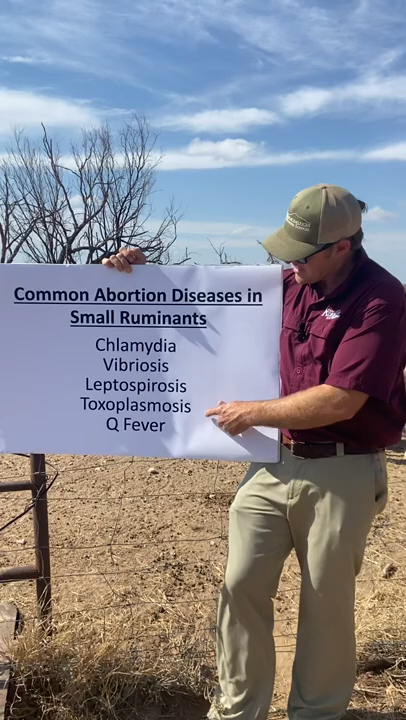 Common Abortion Diseases in
Small Ruminants
Chlamydia
Vibriosis
Leptospirosis
Toxoplasmosis
Q Fever